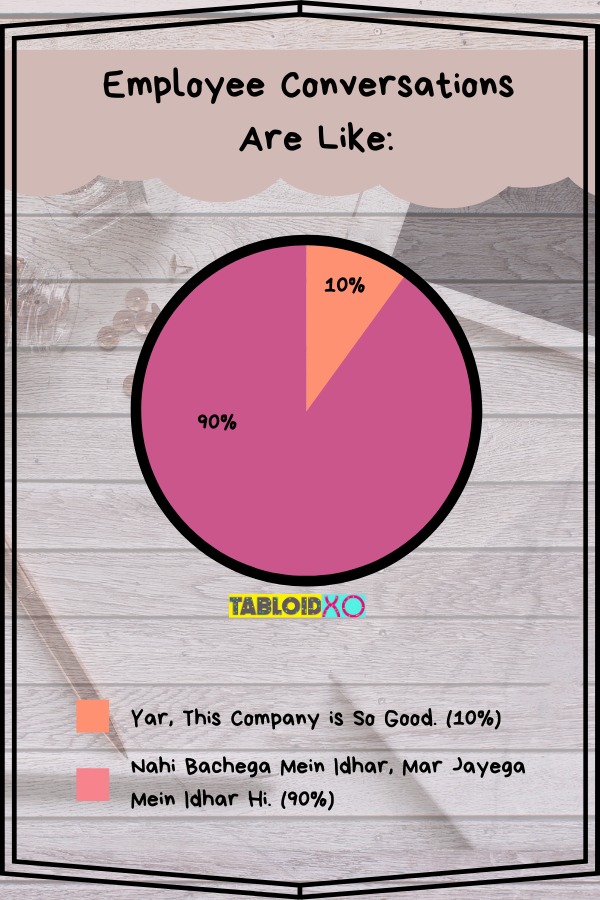 Employee Conversations
Are Like:
10%
90%
TABLOIDXO
Yar, This Company is So Good. (10%)
Nahi Bachega Mein Idhar, Mar Jayega
Mein Idhar Hi. (90%)